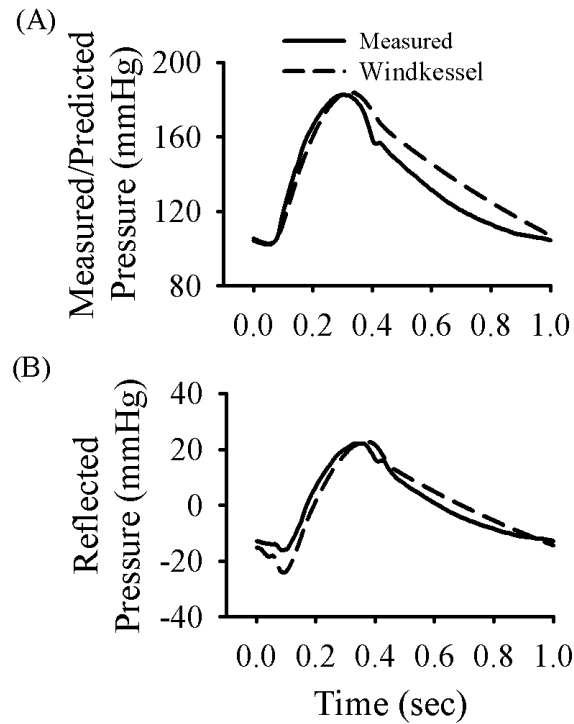 (A)
Measured
Windkessel
Measured/Predicted
Pressure (mmHg)
200
160
120
80
0.0 0.2 0.4 0.6 0.8 1.0
(B)
Reflected
Pressure (mmHg)
40
20
0
-20
-40
0.0 0.2 0.4 0.6 0.8 1.0
Time (sec)